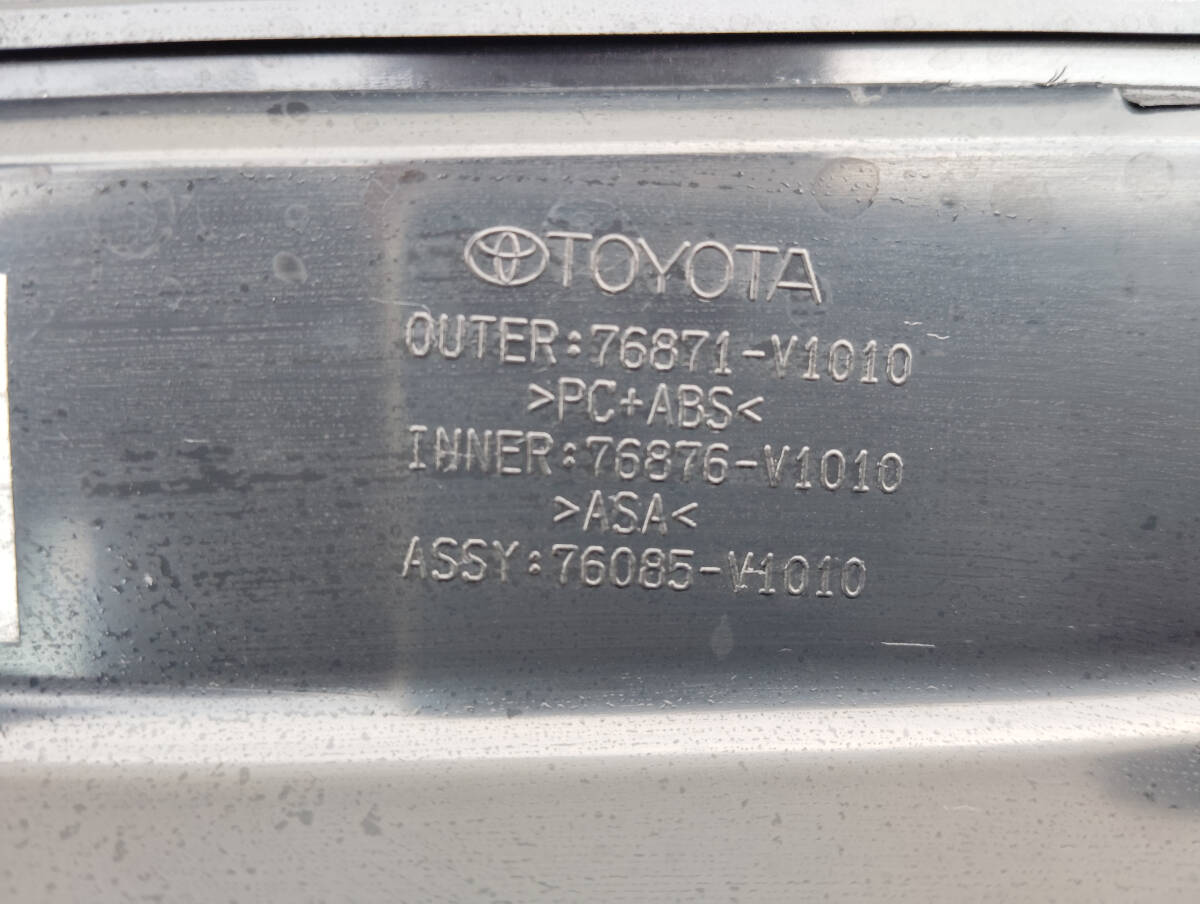 TOYOTA
OUTER:76871-V1010
>PC+ABS<
INNER:76876-V1010
>ASA<
ASSY:76085-V1010